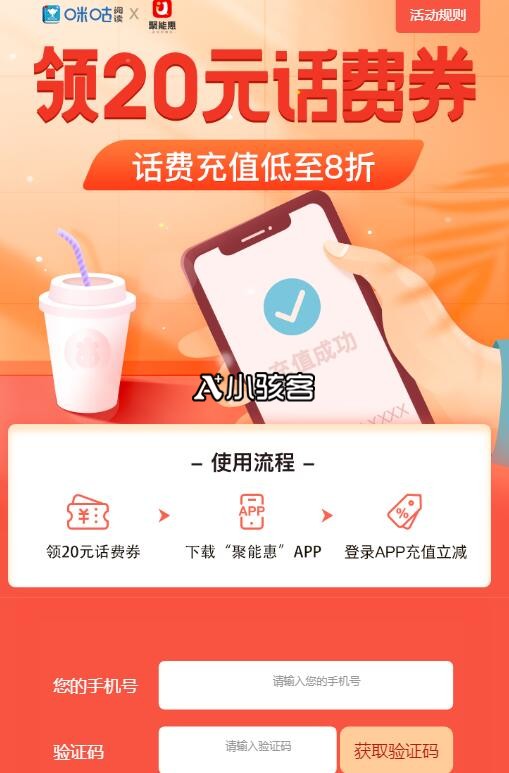 咪咕阅读 X 聚能惠
活动规则
领20元话费券
话费充值低至8折
充值成功
XXXX
A+小骇客
– 使用流程 –
APP
领20元话费券
下载“聚能惠”APP
登录APP充值立减
您的手机号
请输入您的手机号
验证码
请输入验证码
获取验证码